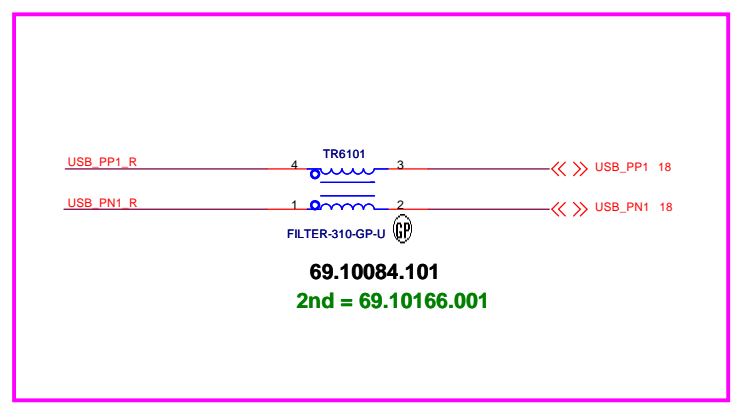 TR6101
USB_PP1_R 4 3 USB_PP1 18
USB_PN1_R 1 2 USB_PN1 18
FILTER-310-GP-U GP
69.10084.101
2nd = 69.10166.001